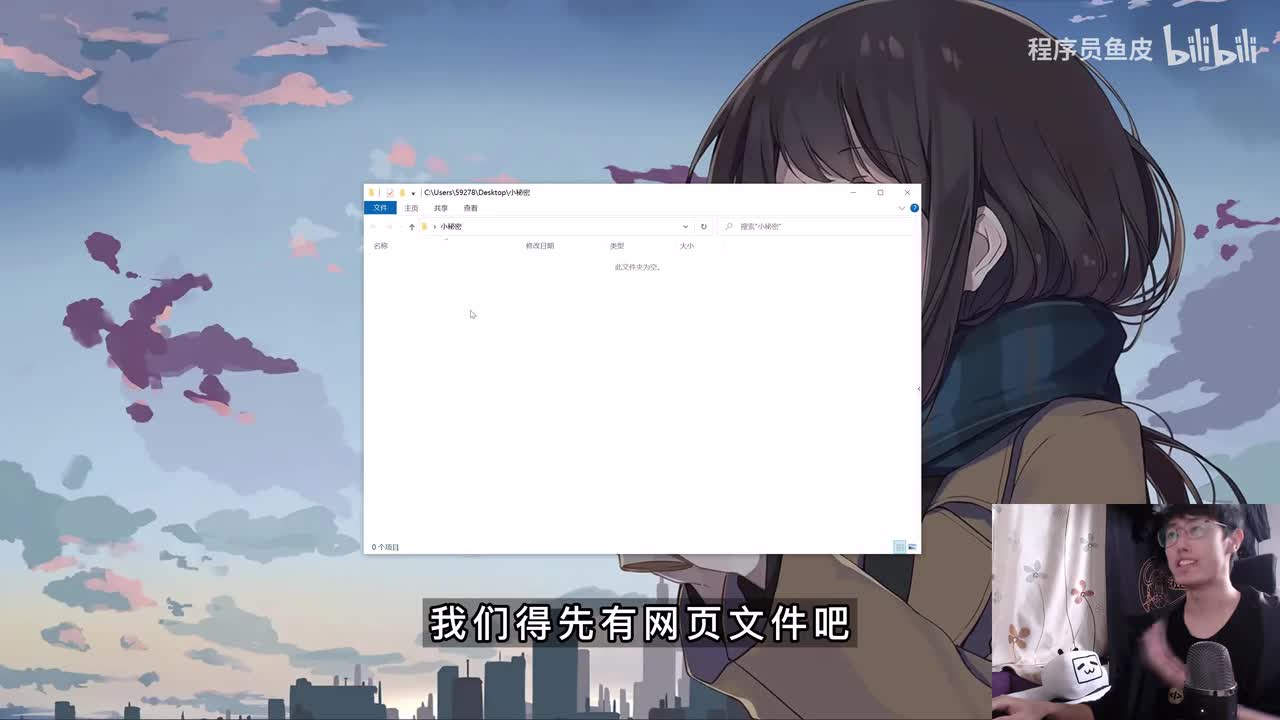 程序员鱼皮 bilibili
C:\Users\59278\Desktop\小秘密
文件 主页 共享 查看
小秘密 搜索"小秘密"
名称 修改日期 类型 大小
此文件夹为空。
0 个项目
我们得先有网页文件吧